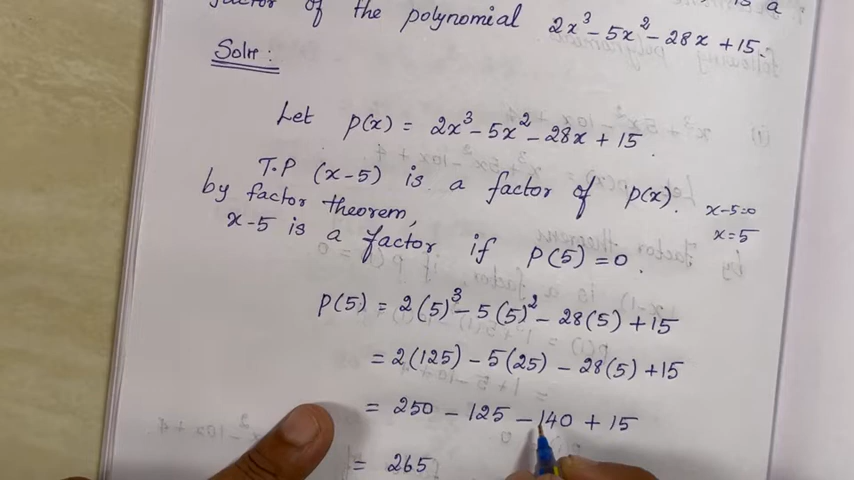 factor of the polynomial 2x³ - 5x² - 28x + 15.
Soln:
Let p(x) = 2x³ - 5x² - 28x + 15.
T.P (x-5) is a factor of p(x). x-5=0
by factor theorem, x=5
x-5 is a factor if p(5) = 0.
p(5) = 2(5)³ - 5(5)² - 28(5) + 15
= 2(125) - 5(25) - 28(5) + 15
= 250 - 125 - 140 + 15
= 265